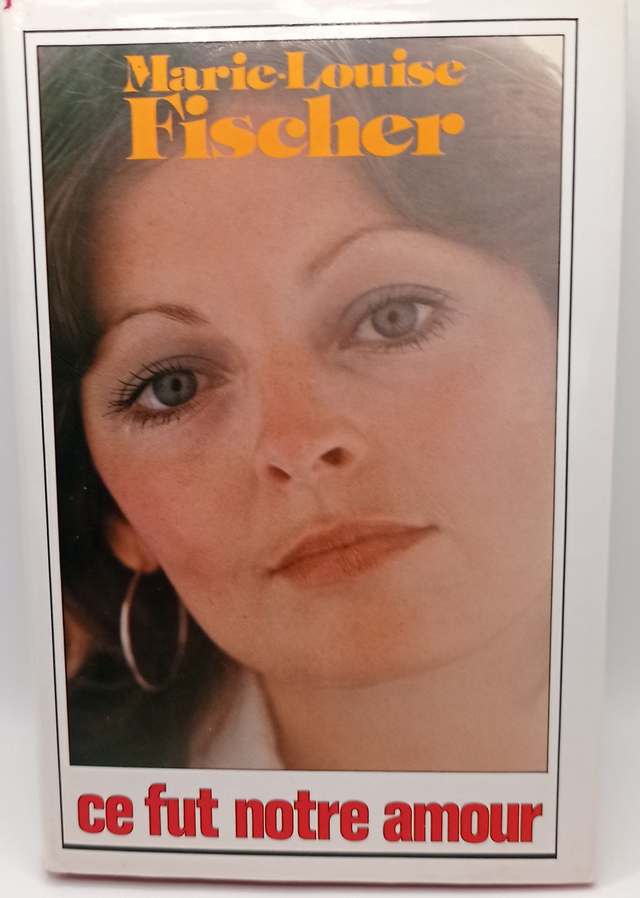 Marie-Louise
Fischer
ce fut notre amour